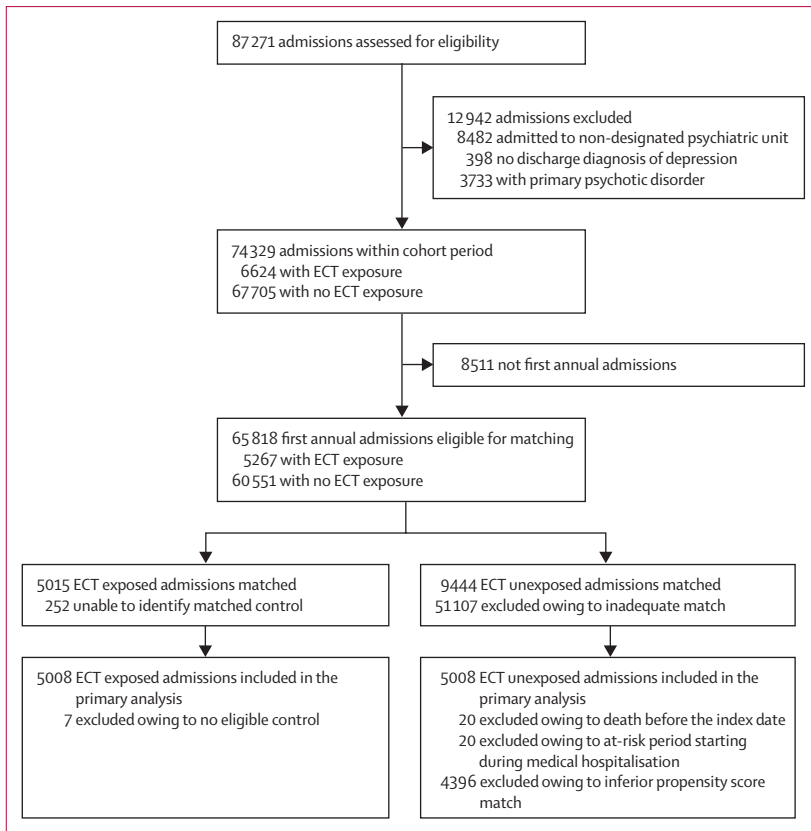 87 271 admissions assessed for eligibility
12 942 admissions excluded
8482 admitted to non-designated psychiatric unit
398 no discharge diagnosis of depression
3733 with primary psychotic disorder
74 329 admissions within cohort period
6624 with ECT exposure
67 705 with no ECT exposure
8511 not first annual admissions
65 818 first annual admissions eligible for matching
5267 with ECT exposure
60 551 with no ECT exposure
5015 ECT exposed admissions matched
252 unable to identify matched control
9444 ECT unexposed admissions matched
51 107 excluded owing to inadequate match
5008 ECT exposed admissions included in the
primary analysis
7 excluded owing to no eligible control
5008 ECT unexposed admissions included in the
primary analysis
20 excluded owing to death before the index date
20 excluded owing to at-risk period starting
during medical hospitalisation
4396 excluded owing to inferior propensity score
match